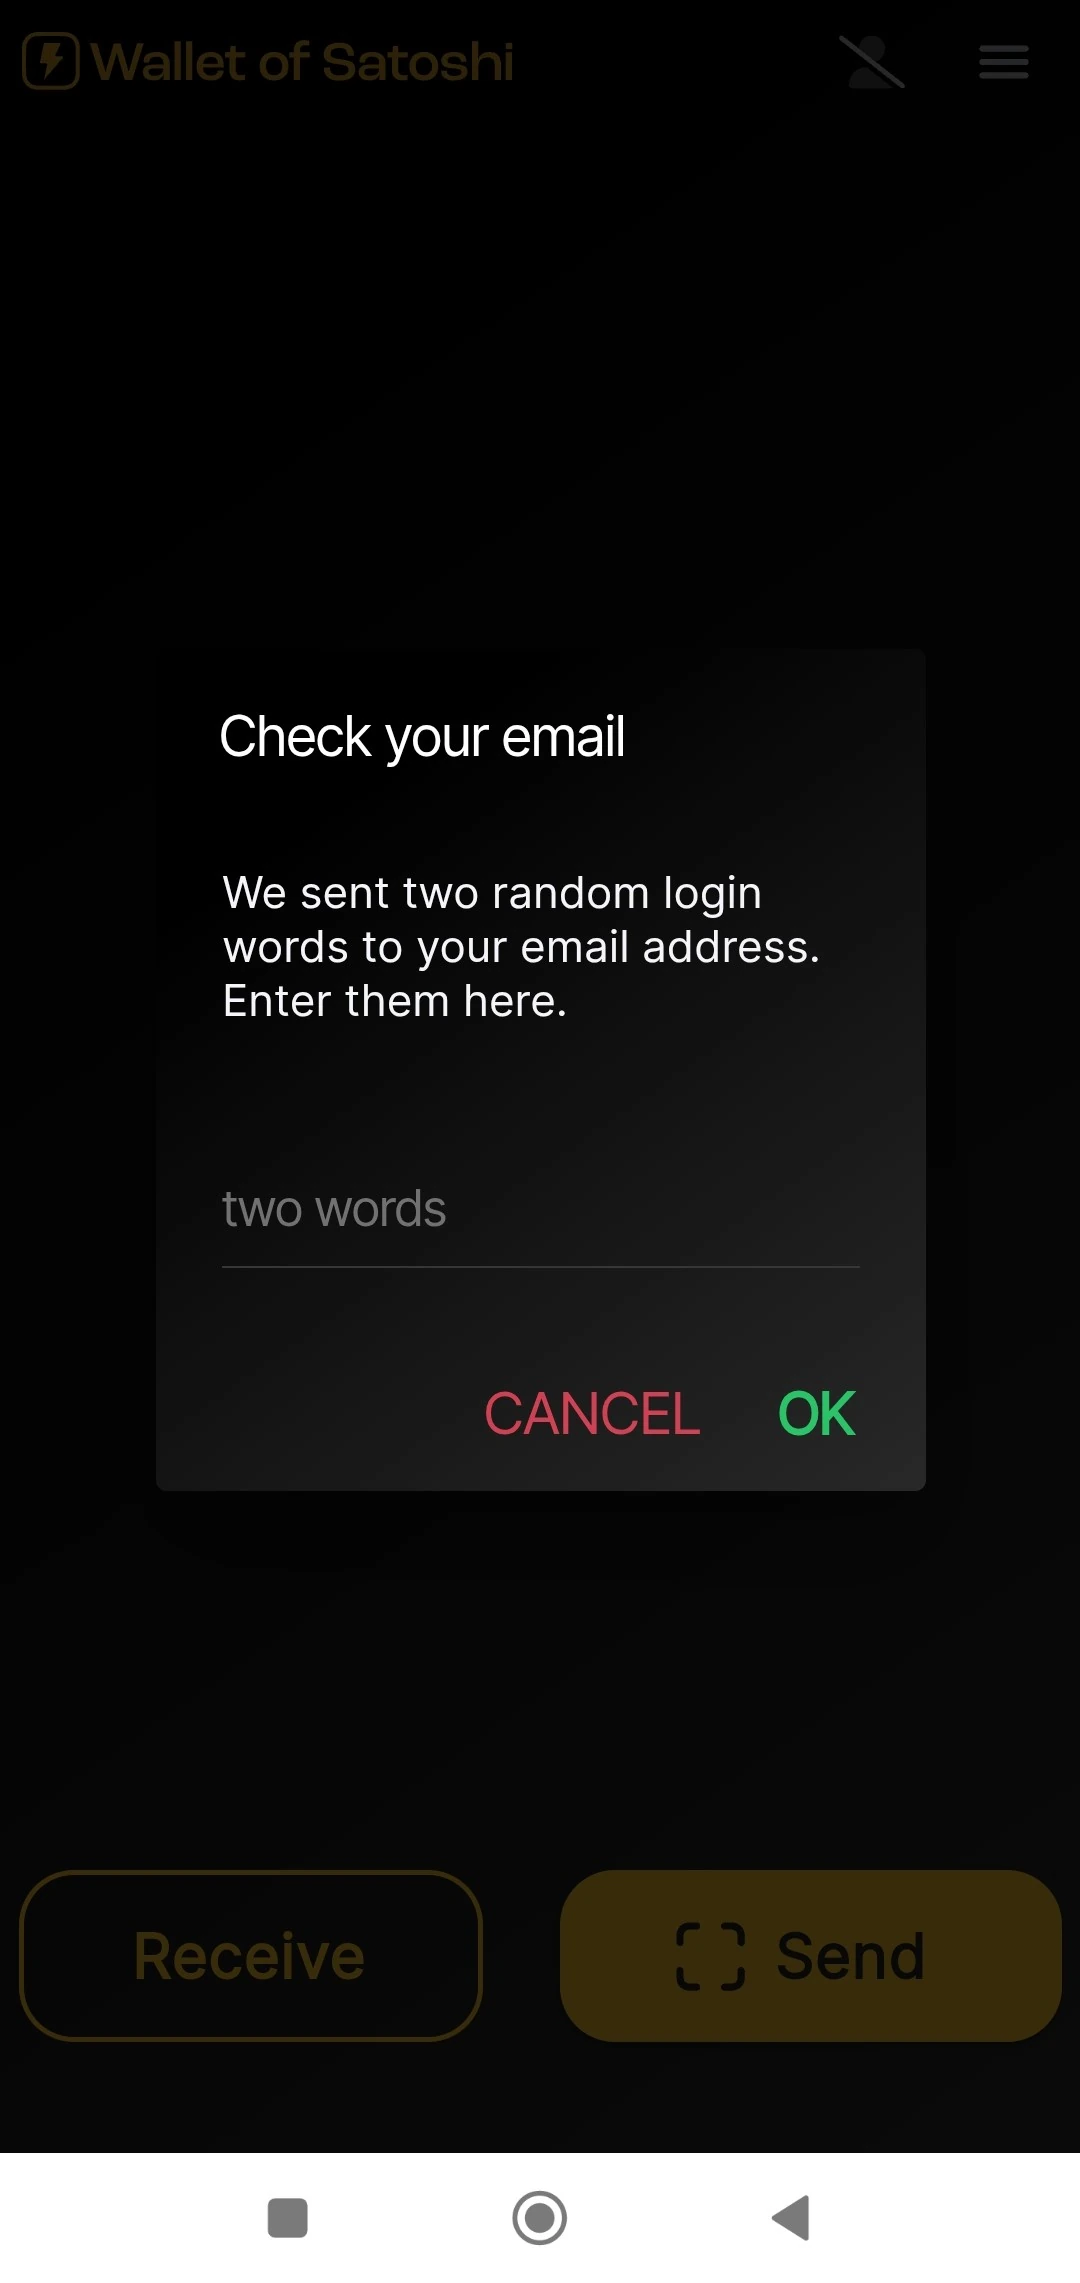 Wallet of Satoshi
Check your email
We sent two random login
words to your email address.
Enter them here.
two words
CANCEL OK
Receive Send